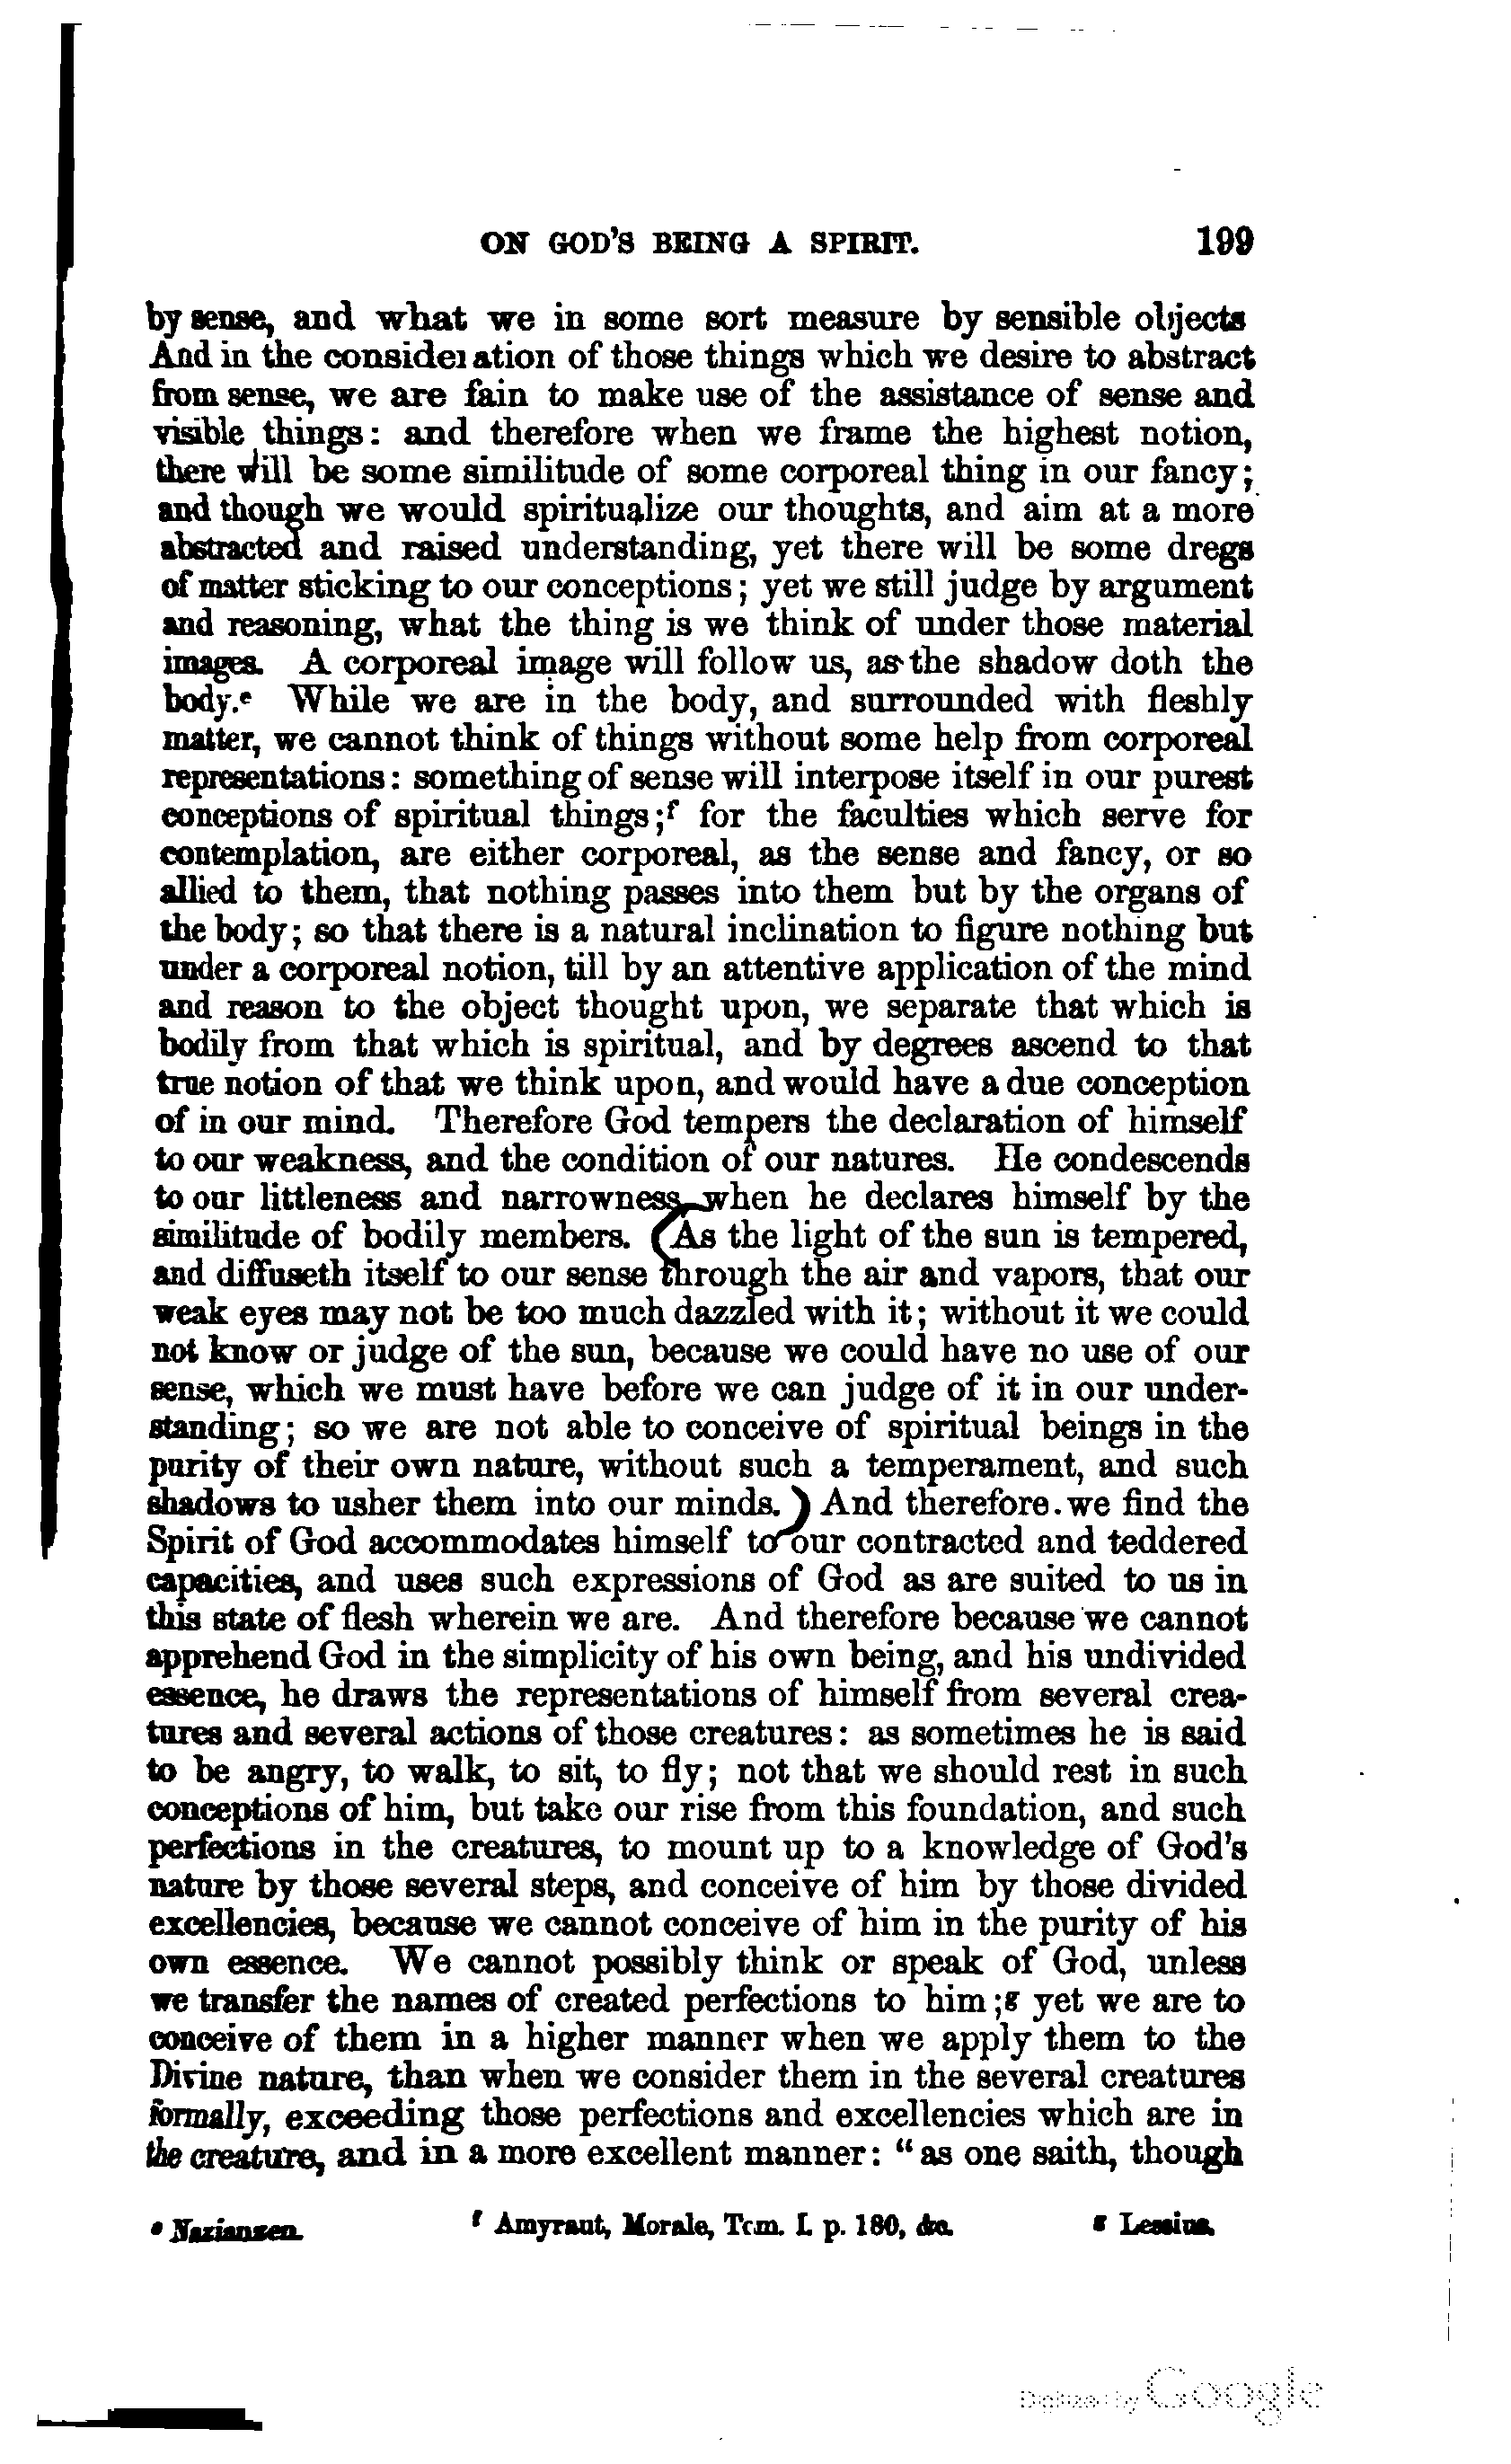 ON GOD'S BEING A SPIRIT. 199
by sense, and what we in some sort measure by sensible objects
And in the consideration of those things which we desire to abstract
from sense, we are fain to make use of the assistance of sense and
visible things: and therefore when we frame the highest notion,
there will be some similitude of some corporeal thing in our fancy;
and though we would spiritualize our thoughts, and aim at a more
abstracted and raised understanding, yet there will be some dregs
of matter sticking to our conceptions; yet we still judge by argument
and reasoning, what the thing is we think of under those material
images. A corporeal image will follow us, as the shadow doth the
body.e While we are in the body, and surrounded with fleshly
matter, we cannot think of things without some help from corporeal
representations: something of sense will interpose itself in our purest
conceptions of spiritual things;f for the faculties which serve for
contemplation, are either corporeal, as the sense and fancy, or so
allied to them, that nothing passes into them but by the organs of
the body; so that there is a natural inclination to figure nothing but
under a corporeal notion, till by an attentive application of the mind
and reason to the object thought upon, we separate that which is
bodily from that which is spiritual, and by degrees ascend to that
true notion of that we think upon, and would have a due conception
of in our mind. Therefore God tempers the declaration of himself
to our weakness, and the condition of our natures. He condescends
to our littleness and narrowness when he declares himself by the
similitude of bodily members. (As the light of the sun is tempered,
and diffuseth itself to our sense through the air and vapors, that our
weak eyes may not be too much dazzled with it; without it we could
not know or judge of the sun, because we could have no use of our
sense, which we must have before we can judge of it in our under-
standing; so we are not able to conceive of spiritual beings in the
purity of their own nature, without such a temperament, and such
shadows to usher them into our minds.) And therefore we find the
Spirit of God accommodates himself to our contracted and teddered
capacities, and uses such expressions of God as are suited to us in
this state of flesh wherein we are. And therefore because we cannot
apprehend God in the simplicity of his own being, and his undivided
essence, he draws the representations of himself from several crea-
tures and several actions of those creatures: as sometimes he is said
to be angry, to walk, to sit, to fly; not that we should rest in such
conceptions of him, but take our rise from this foundation, and such
perfections in the creatures, to mount up to a knowledge of God's
nature by those several steps, and conceive of him by those divided
excellencies, because we cannot conceive of him in the purity of his
own essence. We cannot possibly think or speak of God, unless
we transfer the names of created perfections to him;g yet we are to
conceive of them in a higher manner when we apply them to the
Divine nature, than when we consider them in the several creatures
formally, exceeding those perfections and excellencies which are in
the creature, and in a more excellent manner: "as one saith, though
e Nazianzen. f Amyraut, Morale, Tom. I. p. 180, &c. g Lessius.
Digitized by Google